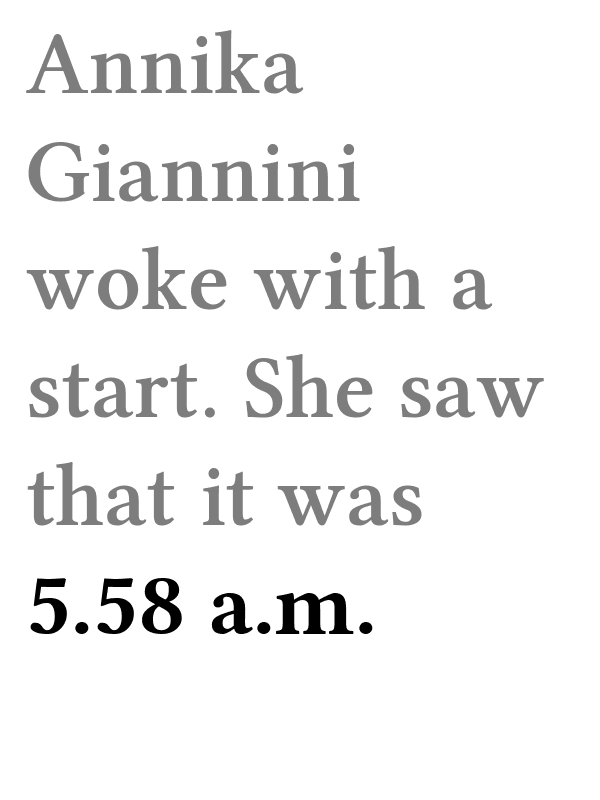 Annika
Giannini
woke with a
start. She saw
that it was
5.58 a.m.